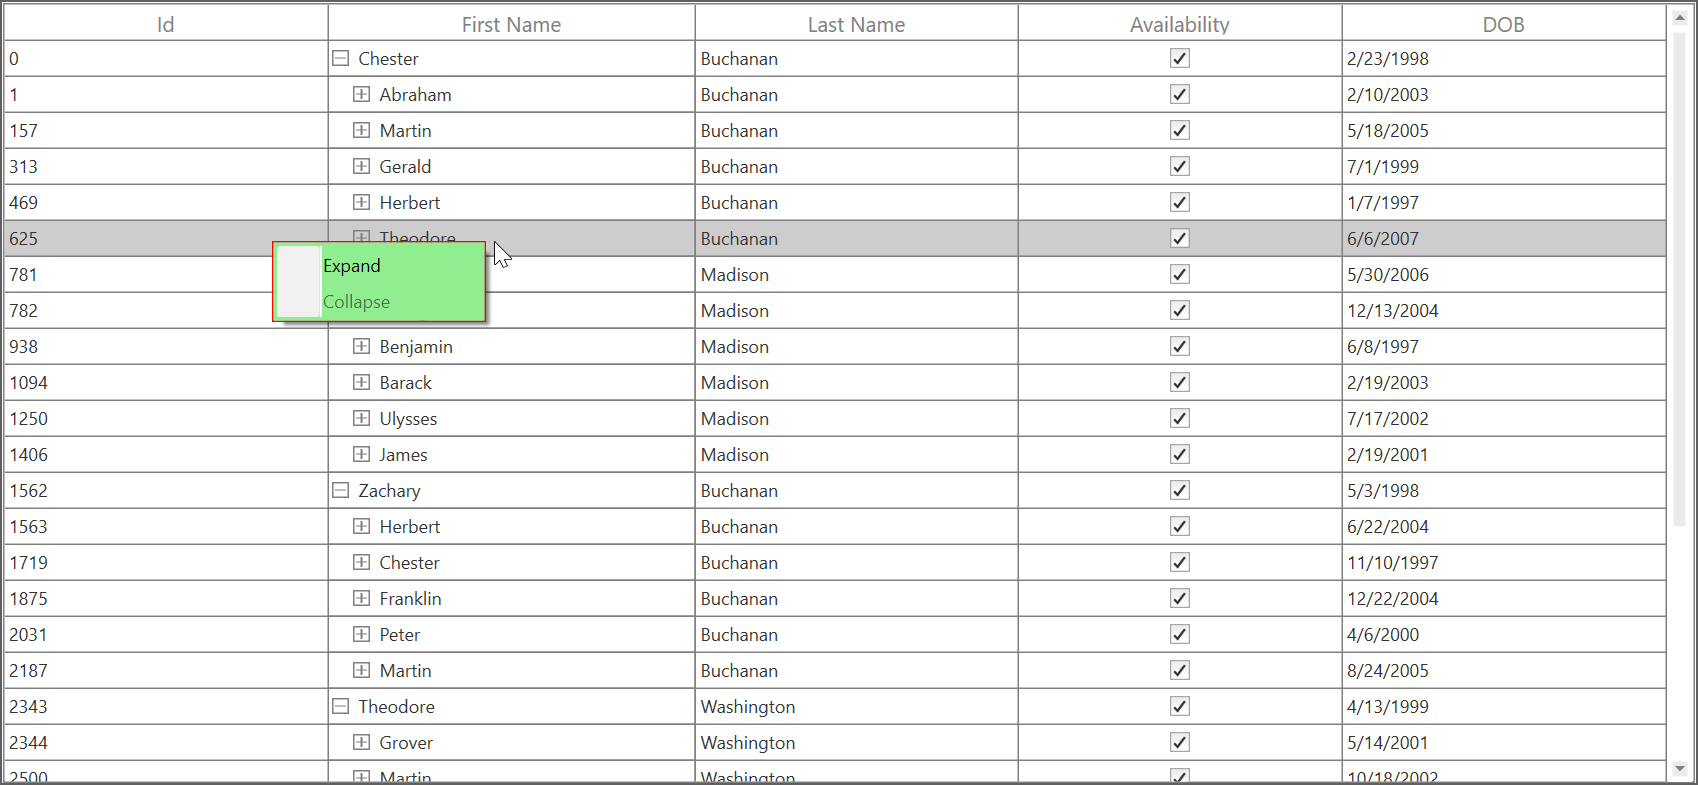 Id First Name Last Name Availability DOB
0 Chester Buchanan 2/23/1998
1 Abraham Buchanan 2/10/2003
157 Martin Buchanan 5/18/2005
313 Gerald Buchanan 7/1/1999
469 Herbert Buchanan 1/7/1997
625 Theodore Buchanan 6/6/2007
Expand
781 Madison 5/30/2006
Collapse
782 Madison 12/13/2004
938 Benjamin Madison 6/8/1997
1094 Barack Madison 2/19/2003
1250 Ulysses Madison 7/17/2002
1406 James Madison 2/19/2001
1562 Zachary Buchanan 5/3/1998
1563 Herbert Buchanan 6/22/2004
1719 Chester Buchanan 11/10/1997
1875 Franklin Buchanan 12/22/2004
2031 Peter Buchanan 4/6/2000
2187 Martin Buchanan 8/24/2005
2343 Theodore Washington 4/13/1999
2344 Grover Washington 5/14/2001
2500 Martin Washington 10/18/2002